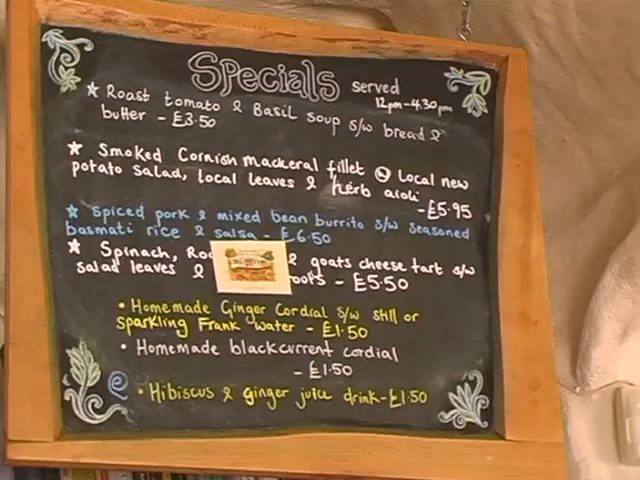 Specials served
12pm-4.30pm
★ Roast tomato & Basil soup s/w bread &
butter - £3.50
★ Smoked Cornish mackeral fillet Local new
potato salad, local leaves & herb aioli
- £5.95
★ Spiced pork & mixed bean burrito s/w seasoned
basmati rice & salsa - £6.50
★ Spinach, & goats cheese tart s/w
salad leaves & - £5.50
• Homemade Ginger Cordial s/w still or
sparkling Frank water - £1.50
• Homemade blackcurrent cordial
- £1.50
• Hibiscus & ginger juice drink - £1.50